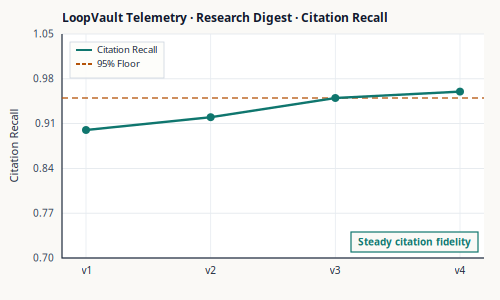 LoopVault Telemetry · Research Digest · Citation Recall
1.05
Citation Recall
95% Floor
0.98
0.91
Citation Recall
0.84
0.77
Steady citation fidelity
0.70
v1 v2 v3 v4